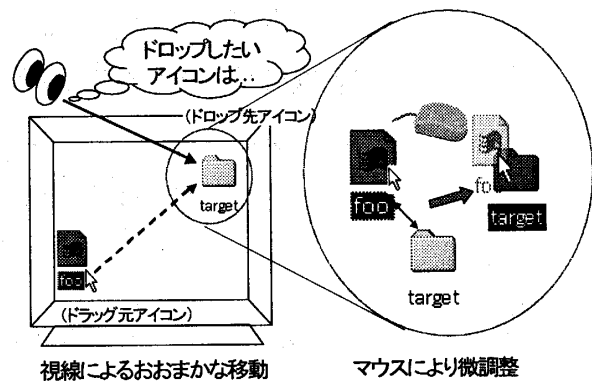 ドロップしたい
アイコンは…
(ドロップ先アイコン)
target
foo
(ドラッグ元アイコン)
foo
foo
target
target
視線によるおおまかな移動
マウスにより微調整